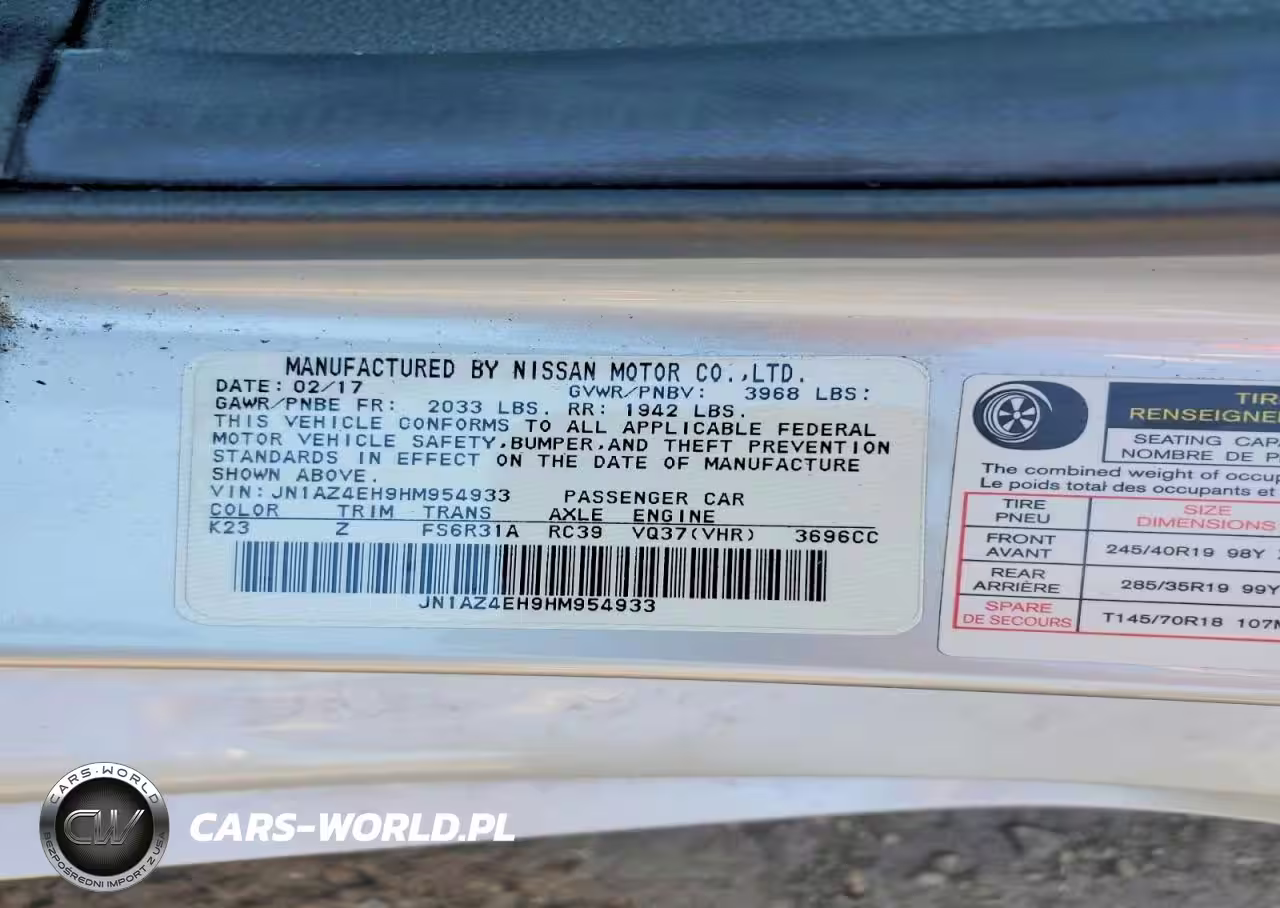 MANUFACTURED BY NISSAN MOTOR CO.,LTD.
DATE: 02/17 GVWR/PNBV: 3968 LBS:
GAWR/PNBE FR: 2033 LBS. RR: 1942 LBS.
THIS VEHICLE CONFORMS TO ALL APPLICABLE FEDERAL
MOTOR VEHICLE SAFETY,BUMPER,AND THEFT PREVENTION
STANDARDS IN EFFECT ON THE DATE OF MANUFACTURE
SHOWN ABOVE.
VIN:JN1AZ4EH9HM954933 PASSENGER CAR
COLOR TRIM TRANS AXLE ENGINE
K23 Z FS6R31A RC39 VQ37(VHR) 3696CC
JN1AZ4EH9HM954933
TIR
RENSEIGNE
SEATING CAPA
NOMBRE DE P
The combined weight of occup
Le poids total des occupants et
TIRE SIZE
PNEU DIMENSIONS
FRONT
AVANT 245/40R19 98Y
REAR
ARRIÈRE 285/35R19 99Y
SPARE
DE SECOURS T145/70R18 107M
CARS-WORLD
CW
BEZPOŚREDNI IMPORT Z USA
CARS-WORLD.PL